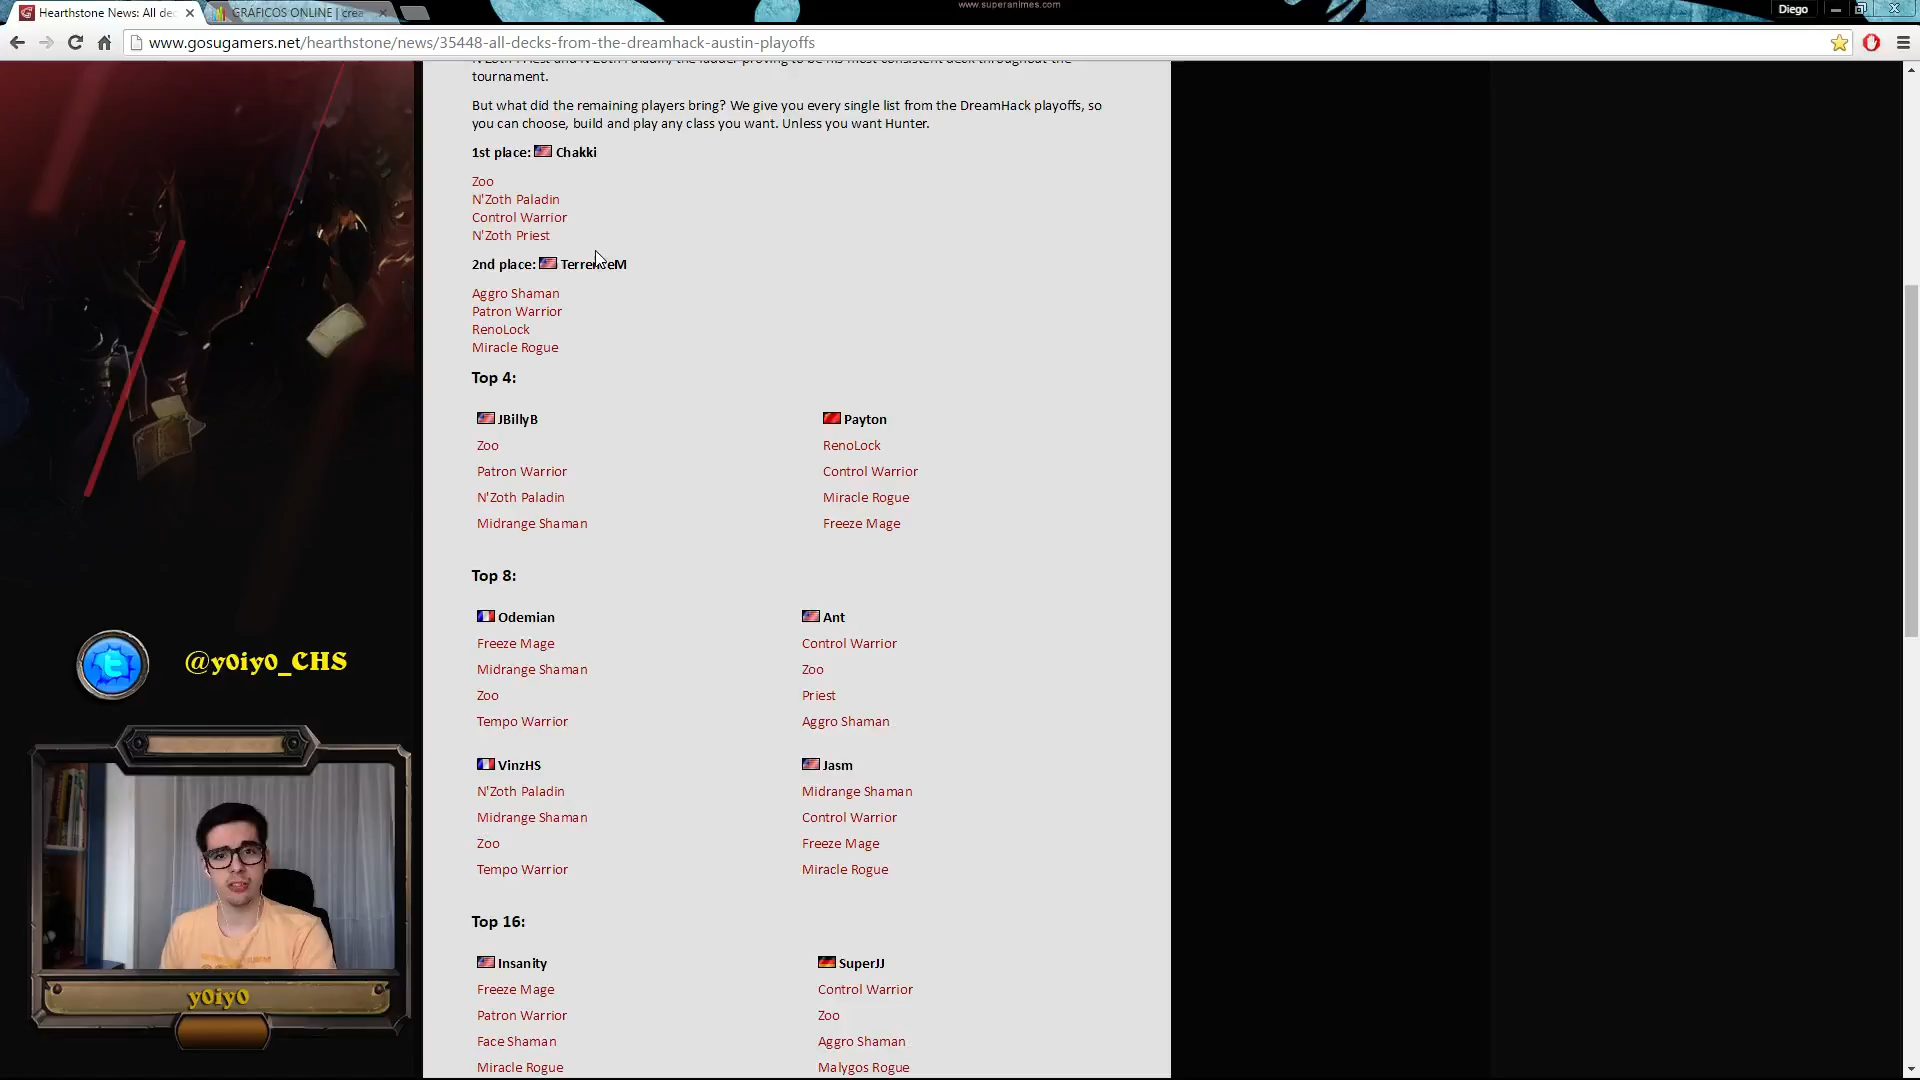 www.superanimes.com
Hearthstone News: All dec
GRAFICOS ONLINE | crea
Diego
www.gosugamers.net/hearthstone/news/35448-all-decks-from-the-dreamhack-austin-playoffs
tournament.
But what did the remaining players bring? We give you every single list from the DreamHack playoffs, so
you can choose, build and play any class you want. Unless you want Hunter.
1st place: Chakki
Zoo
N'Zoth Paladin
Control Warrior
N'Zoth Priest
2nd place:
Aggro Shaman
Patron Warrior
RenoLock
Miracle Rogue
Top 4:
JBillyB
Zoo
Patron Warrior
N'Zoth Paladin
Midrange Shaman
Payton
RenoLock
Control Warrior
Miracle Rogue
Freeze Mage
Top 8:
Odemian
Freeze Mage
Midrange Shaman
Zoo
Tempo Warrior
Ant
Control Warrior
Zoo
Priest
Aggro Shaman
VinzHS
N'Zoth Paladin
Midrange Shaman
Zoo
Tempo Warrior
Jasm
Midrange Shaman
Control Warrior
Freeze Mage
Miracle Rogue
Top 16:
Insanity
Freeze Mage
Patron Warrior
Face Shaman
Miracle Rogue
SuperJJ
Control Warrior
Zoo
Aggro Shaman
Malygos Rogue
@y0iy0_CHS
y0iy0